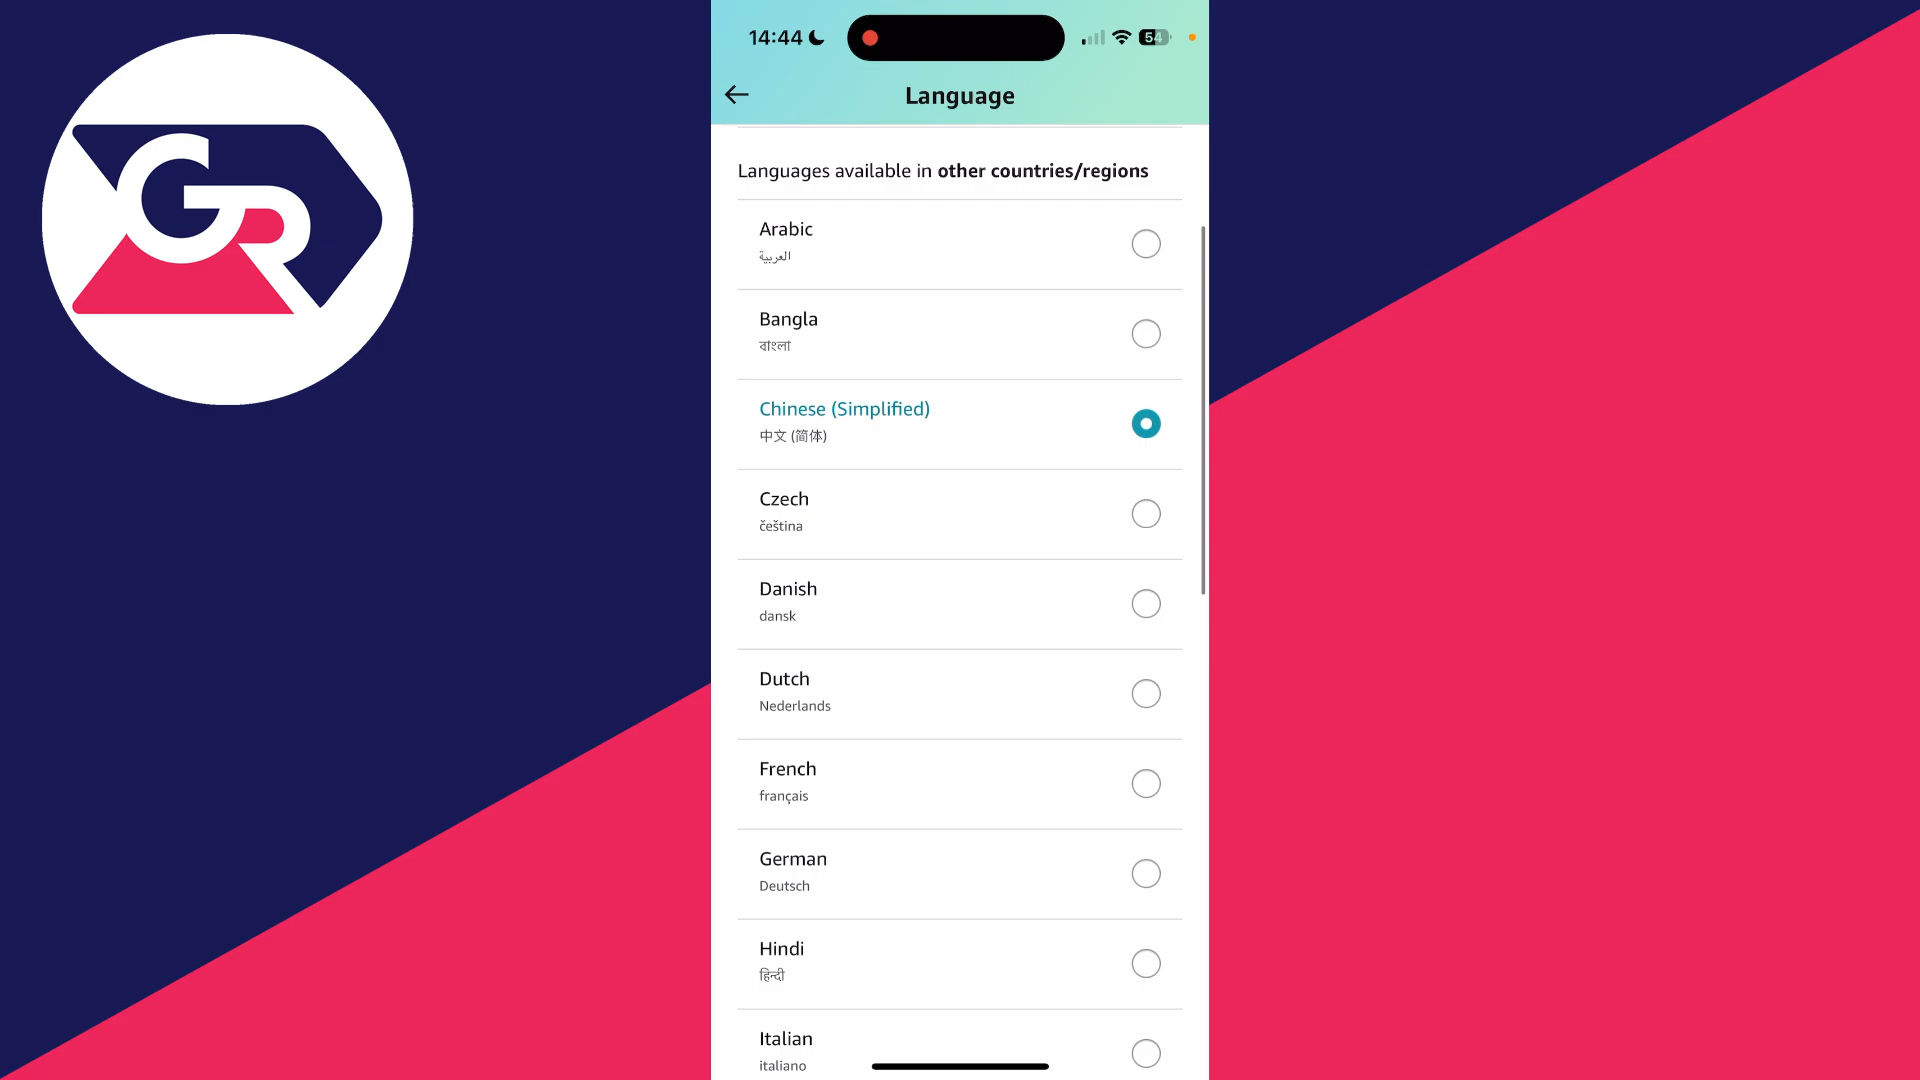 GR
14:44
54
Language
Languages available in other countries/regions
Arabic
العربية
Bangla
বাংলা
Chinese (Simplified)
中文 (简体)
Czech
čeština
Danish
dansk
Dutch
Nederlands
French
français
German
Deutsch
Hindi
हिन्दी
Italian
italiano